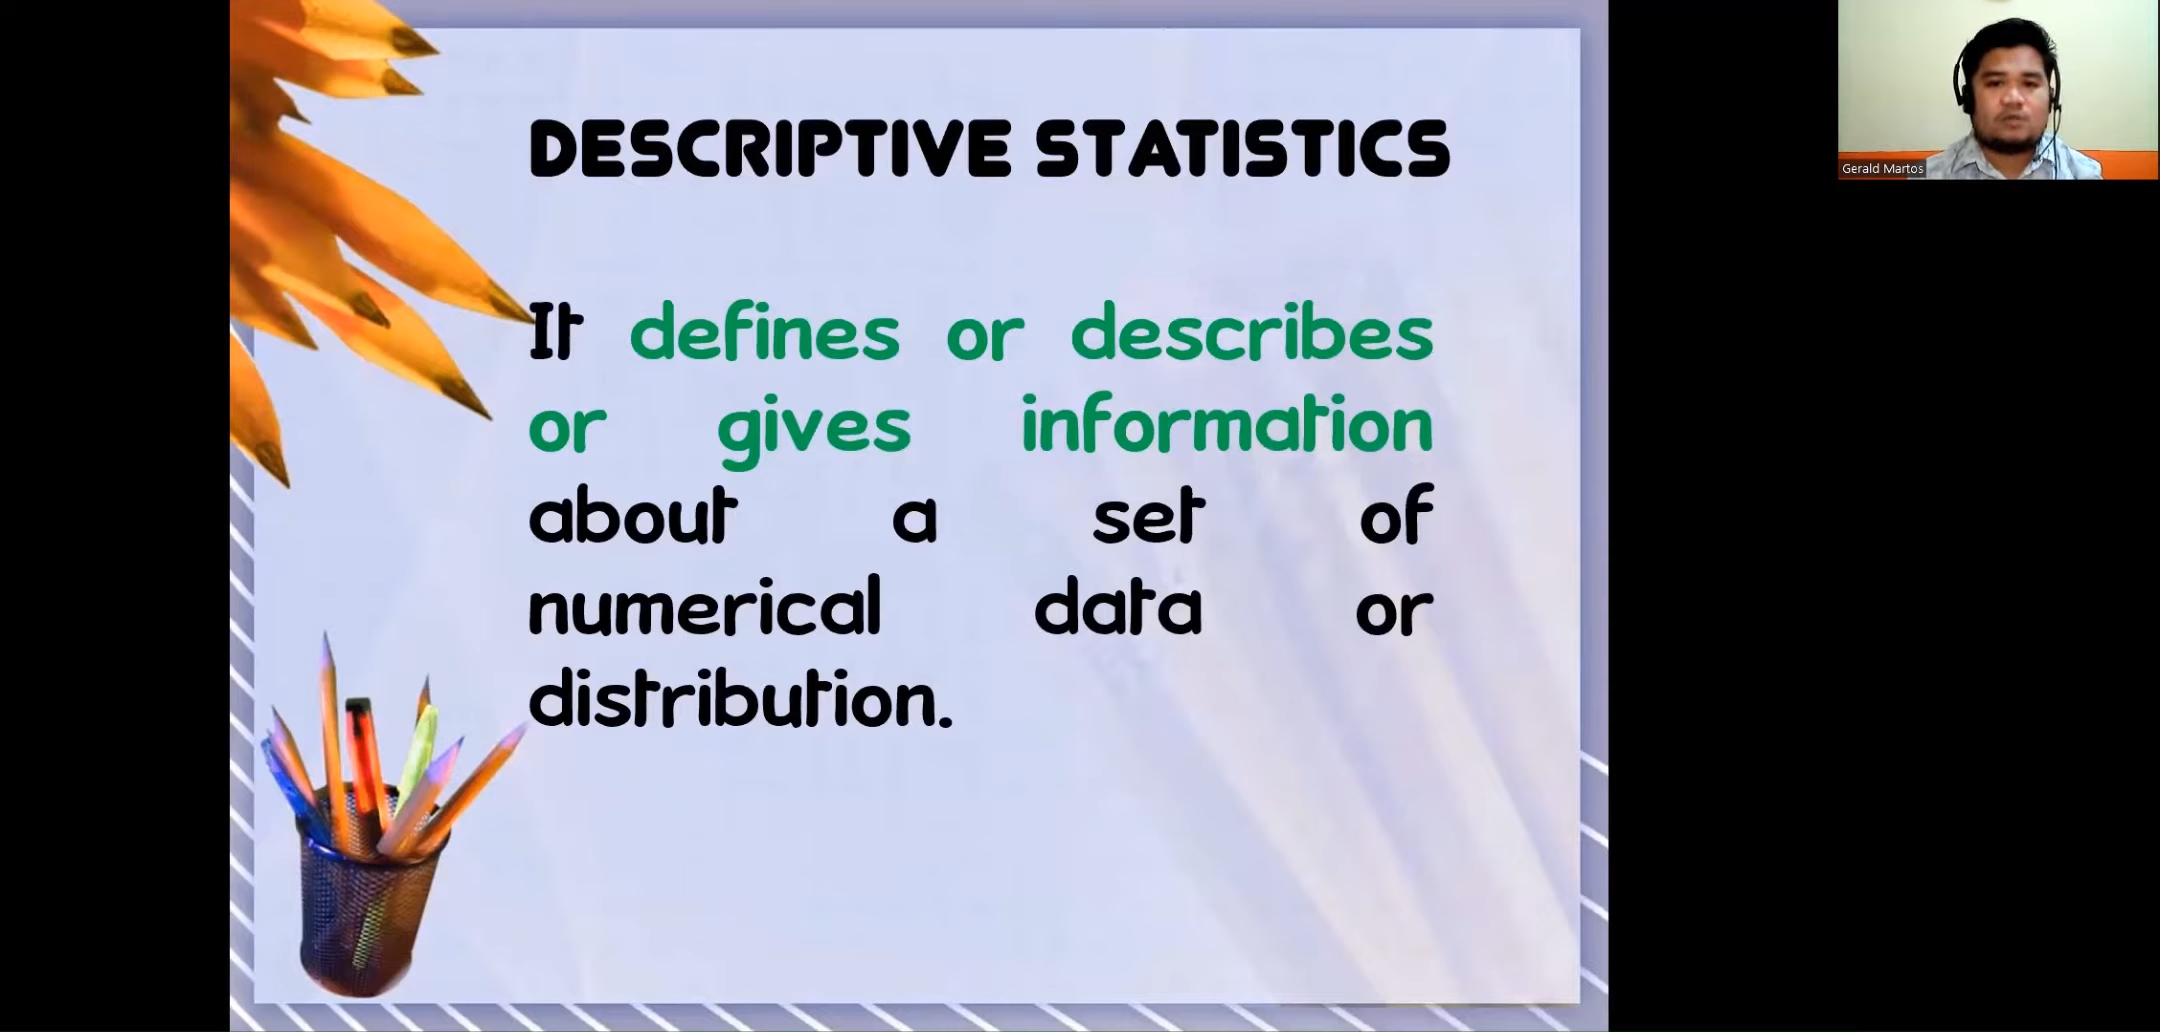 DESCRIPTIVE STATISTICS
It defines or describes
or gives information
about a set of
numerical data or
distribution.
Gerald Martos